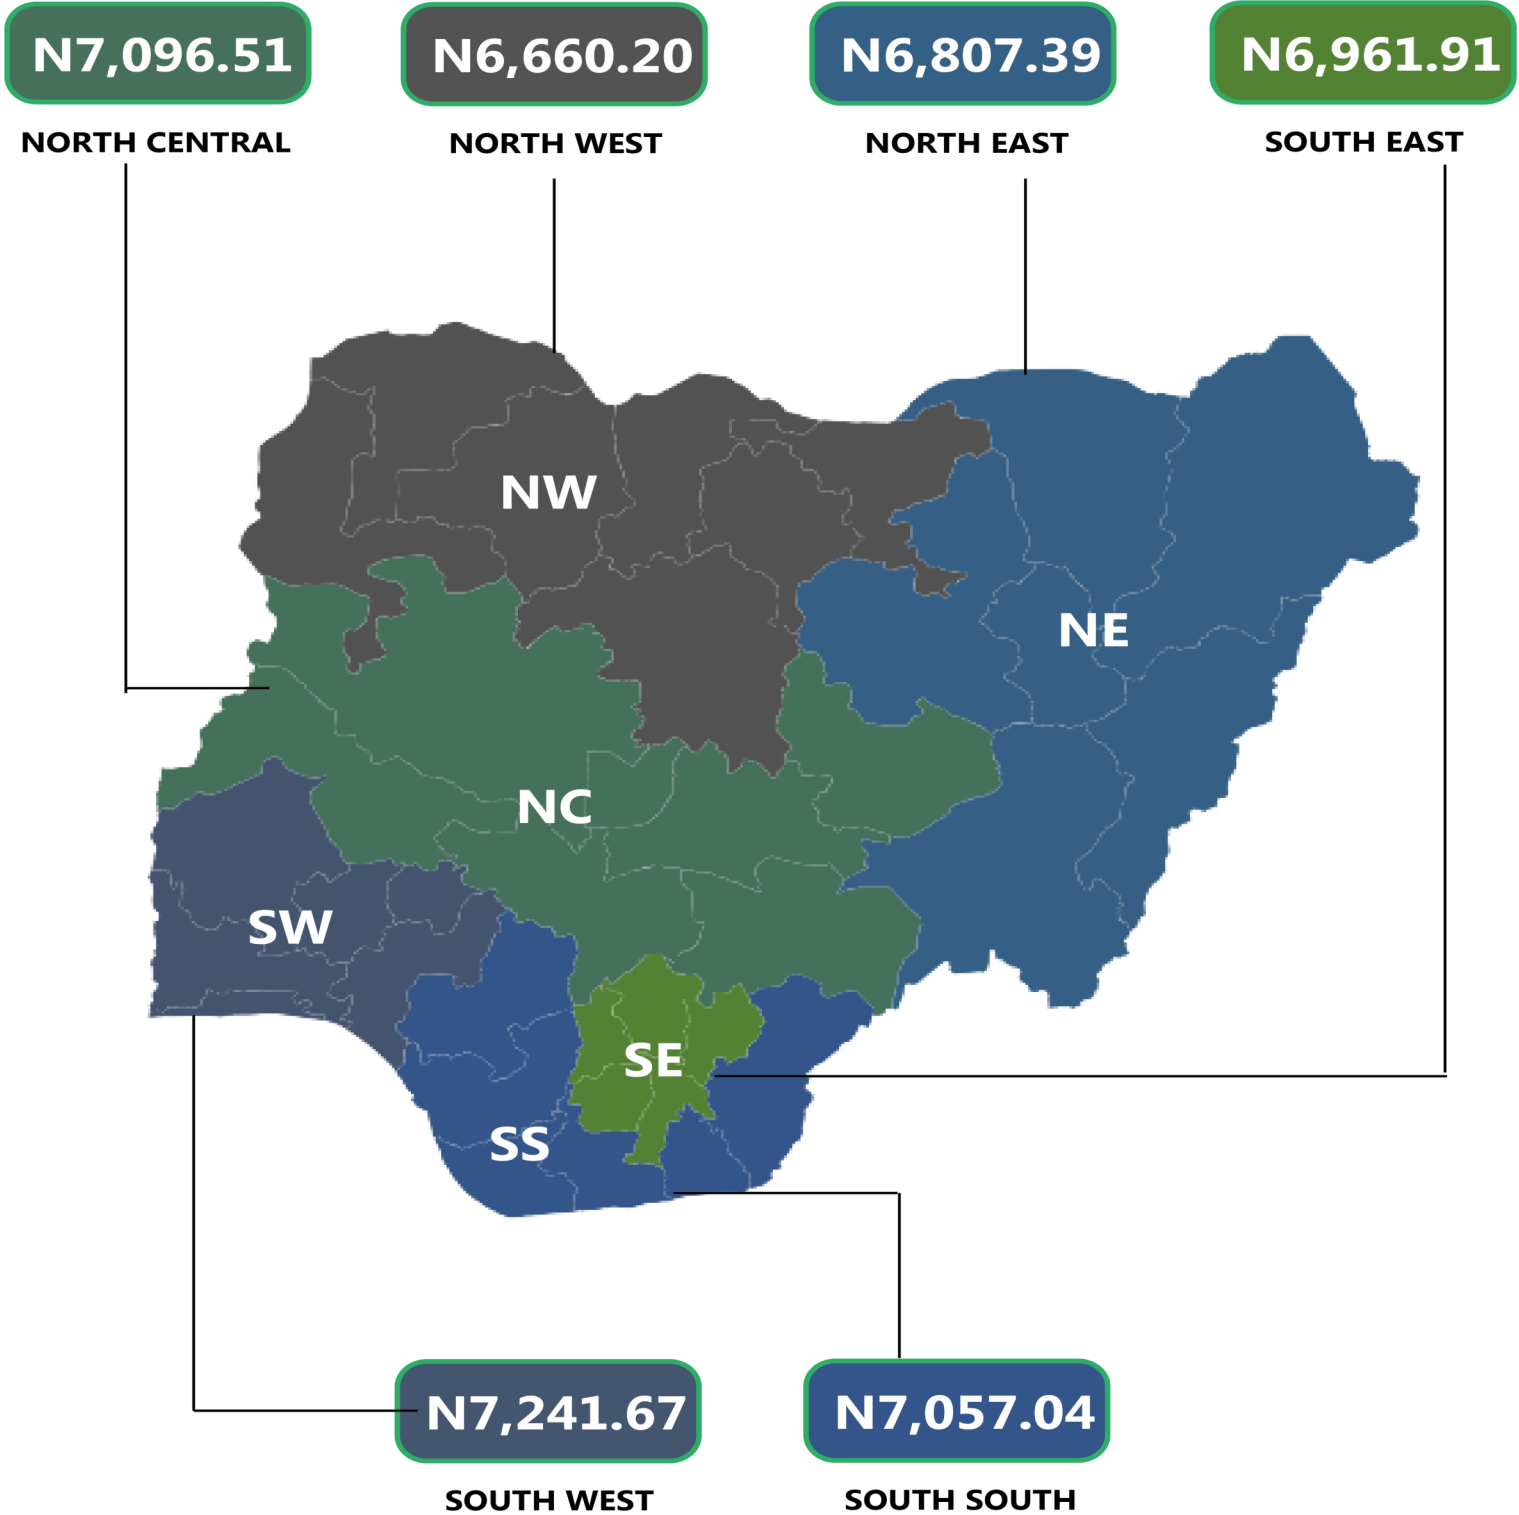 N7,096.51
N6,660.20
N6,807.39
N6,961.91
NORTH CENTRAL
NORTH WEST
NORTH EAST
SOUTH EAST
NW
NE
NC
SW
SE
SS
N7,241.67
N7,057.04
SOUTH WEST
SOUTH SOUTH